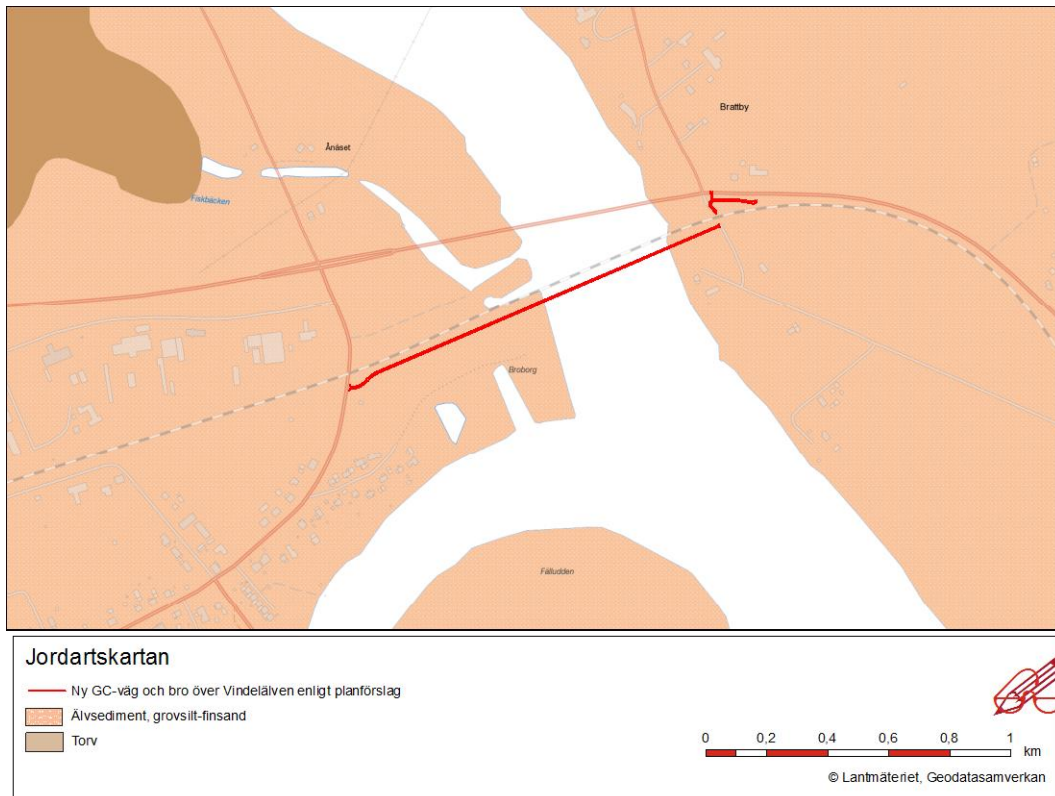 Brattby
Ånäset
Fiskbäcken
Broborg
Fälludden
Jordartskartan
Ny GC-väg och bro över Vindelälven enligt planförslag
Älvsediment, grovsilt-finsand
Torv
0 0,2 0,4 0,6 0,8 1
km
© Lantmäteriet, Geodatasamverkan